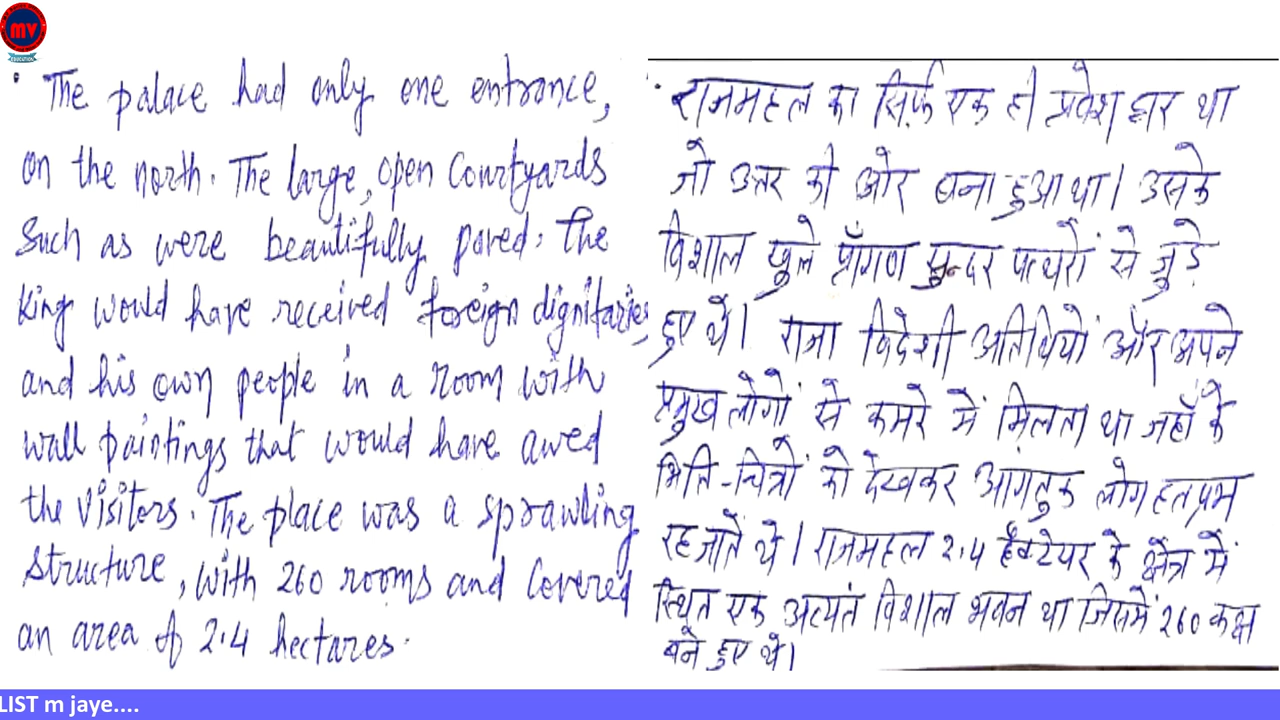 mv
EDUCATION
The palace had only one entrance,
on the north. The large, open Courtyards
Such as were beautifully paved. The
King would have received foreign dignitaries,
and his own people in a room with
wall paintings that would have awed
the visitors. The place was a sprawling
structure, with 260 rooms and Covered
an area of 2.4 hectares.
राजमहल का सिर्फ़ एक ही प्रवेश द्वार था
जो उत्तर की ओर बना हुआ था। उसके
विशाल खुले प्राँगण सुन्दर पत्थरों से जुड़े
हुए थे। राजा विदेशी अतिथियों और अपने
प्रमुख लोगों से कमरे में मिलता था जहाँ के
भित्ति-चित्रों को देखकर आगंतुक लोग हतप्रभ
रह जाते थे। राजमहल 2.4 हैक्टेयर के क्षेत्र में
स्थित एक अत्यंत विशाल भवन था जिसमें 260 कक्ष
बने हुए थे।
LIST m jaye....